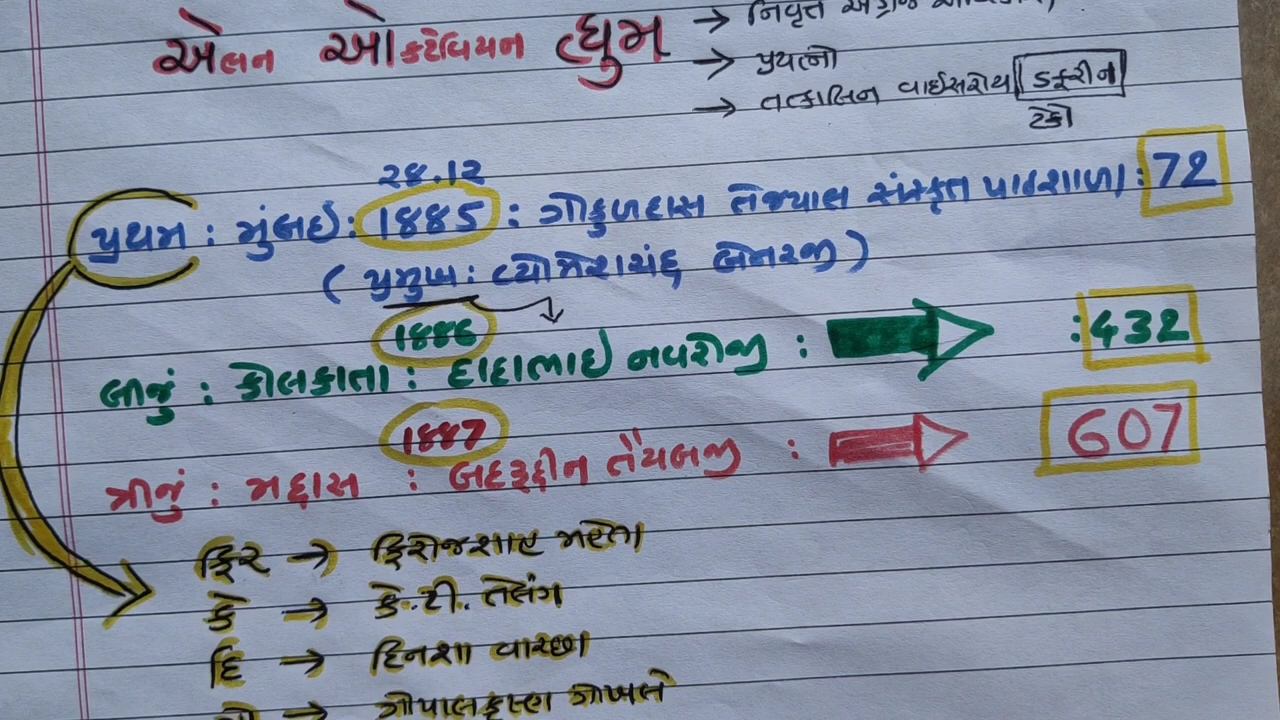 એલન ઓક્ટેવિયન હ્યુમ → નિવૃત્ત અંગ્રેજ
→ પ્રયત્નો
→ તત્કાલિન વાઈસરોય ડફરીન
ટેકો
28.12
પ્રથમ : મુંબઈ : 1885 : ગોકુળદાસ તેજપાલ સંસ્કૃત પાઠશાળા : 72
( પ્રમુખ : વ્યોમેશચંદ્ર બેનરજી )
1886
બીજું : કોલકાતા : દાદાભાઈ નવરોજી : : 432
1887
ત્રીજું : મદ્રાસ : બદરૂદ્દીન તૈયબજી : 607
ફિર → ફિરોજશાહ મહેતા
કે → કે. ટી. તેલંગ
દિ → દિનશા વાચ્છા
ગો → ગોપાલકૃષ્ણ ગોખલે